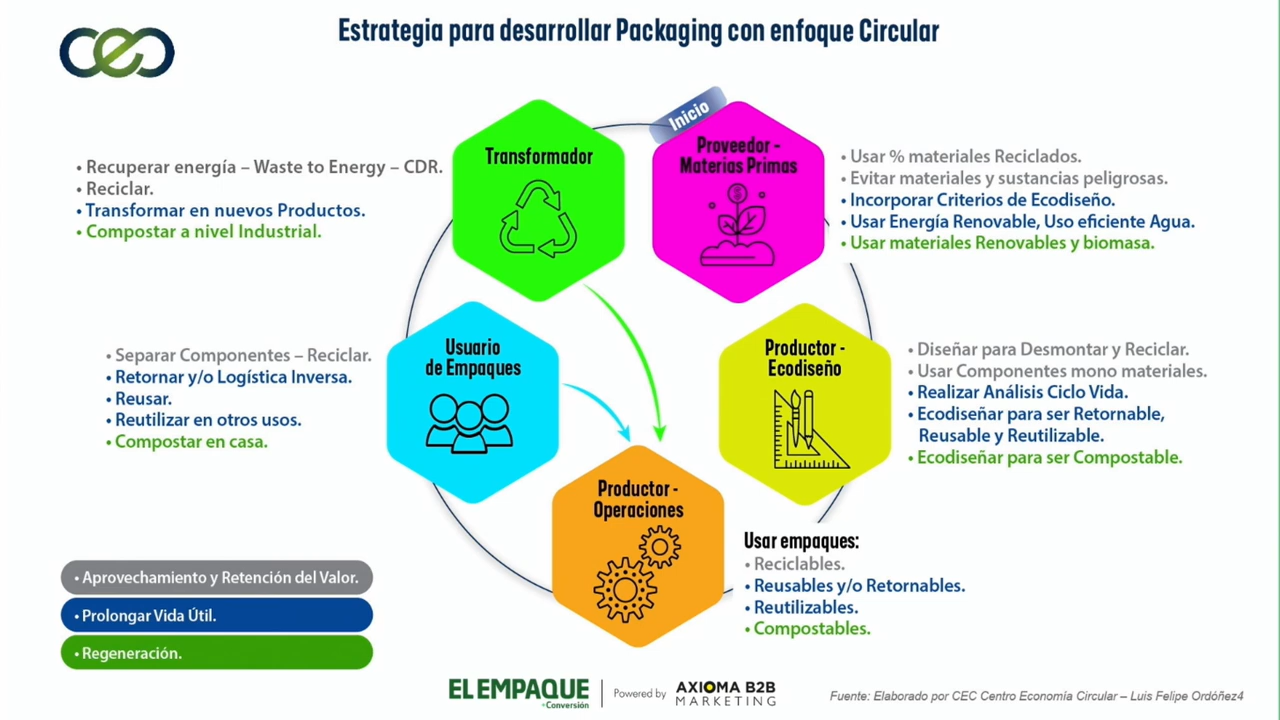 ceo
Estrategia para desarrollar Packaging con enfoque Circular
Inicio
Proveedor -
Materias Primas
• Usar % materiales Reciclados.
• Evitar materiales y sustancias peligrosas.
• Incorporar Criterios de Ecodiseño.
• Usar Energía Renovable, Uso eficiente Agua.
• Usar materiales Renovables y biomasa.
Productor -
Ecodiseño
• Diseñar para Desmontar y Reciclar.
• Usar Componentes mono materiales.
• Realizar Análisis Ciclo Vida.
• Ecodiseñar para ser Retornable,
Reusable y Reutilizable.
• Ecodiseñar para ser Compostable.
Productor -
Operaciones
Usar empaques:
• Reciclables.
• Reusables y/o Retornables.
• Reutilizables.
• Compostables.
Usuario
de Empaques
• Separar Componentes – Reciclar.
• Retornar y/o Logística Inversa.
• Reusar.
• Reutilizar en otros usos.
• Compostar en casa.
Transformador
• Recuperar energía – Waste to Energy – CDR.
• Reciclar.
• Transformar en nuevos Productos.
• Compostar a nivel Industrial.
• Aprovechamiento y Retención del Valor.
• Prolongar Vida Útil.
• Regeneración.
EL EMPAQUE
+Conversión
Powered by
AXIOMA B2B
MARKETING
Fuente: Elaborado por CEC Centro Economía Circular – Luis Felipe Ordóñez4